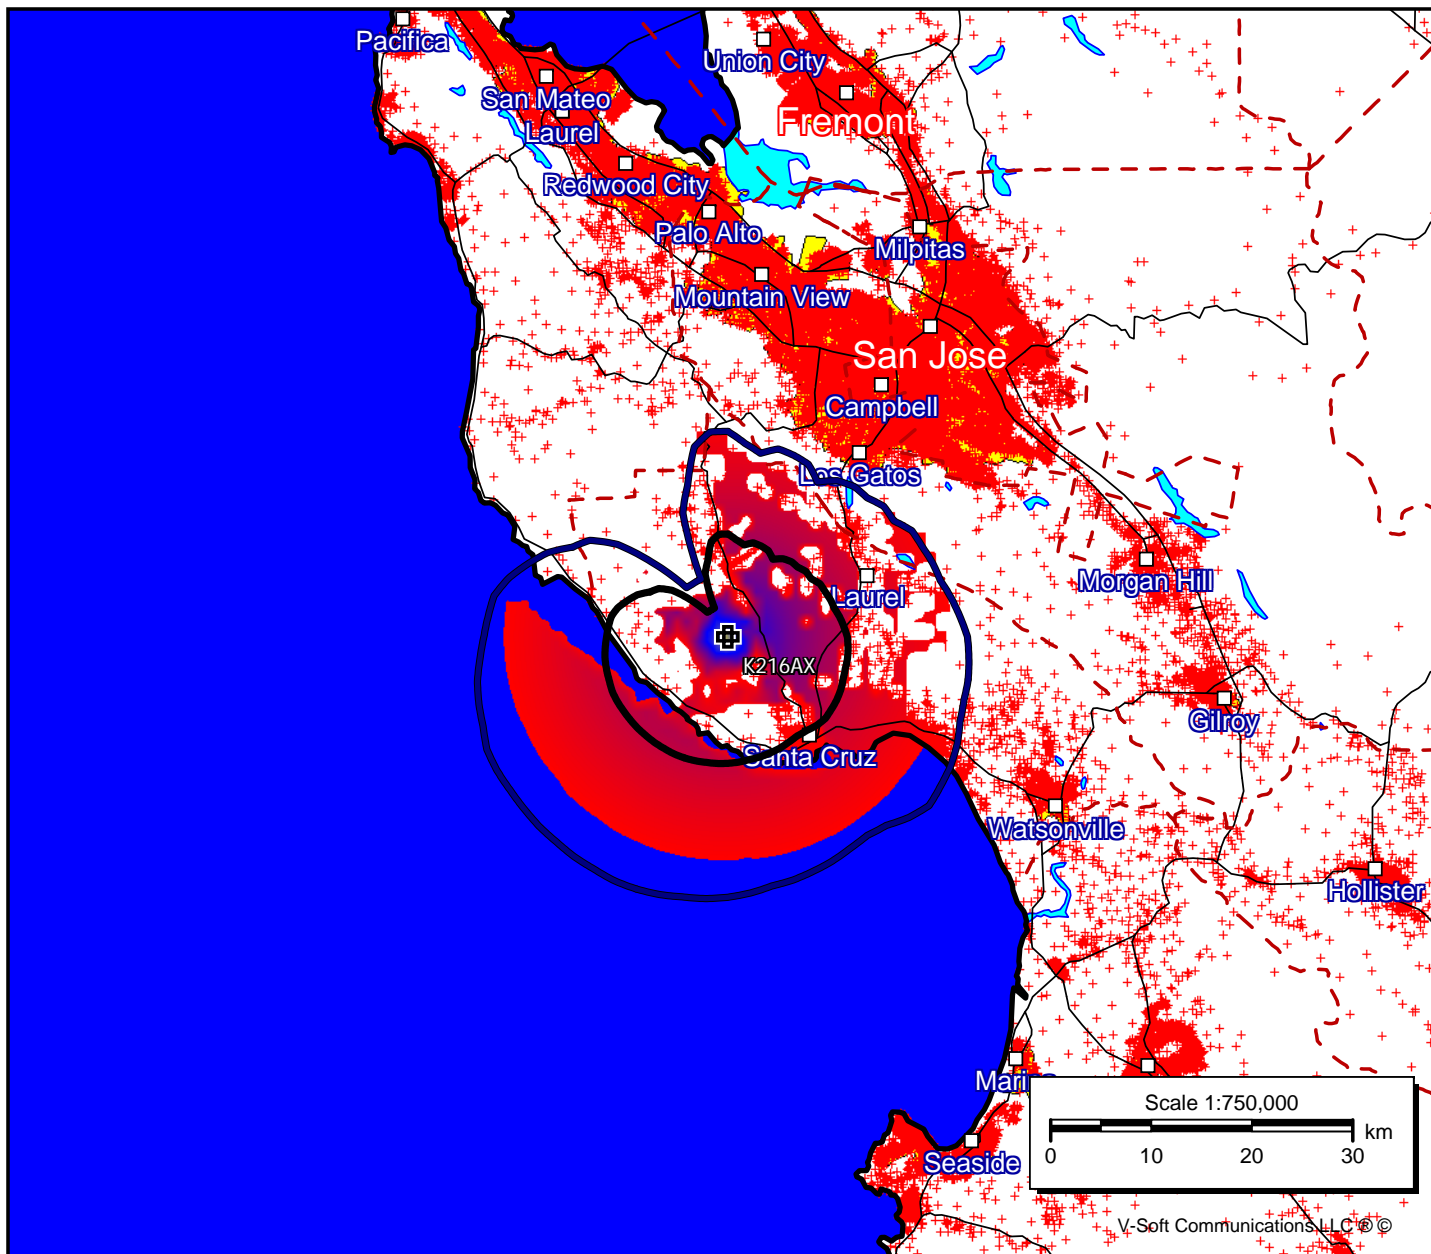 Pacifica
Union City
San Mateo
Fremont
Laurel
Redwood City
Palo Alto
Milpitas
Mountain View
San Jose
Campbell
Los Gatos
Morgan Hill
Laurel
K216AX
Gilroy
Santa Cruz
Watsonville
Hollister
Marina
Scale 1:750,000
km
0 10 20 30
Seaside
V-Soft Communications LLC ® ©